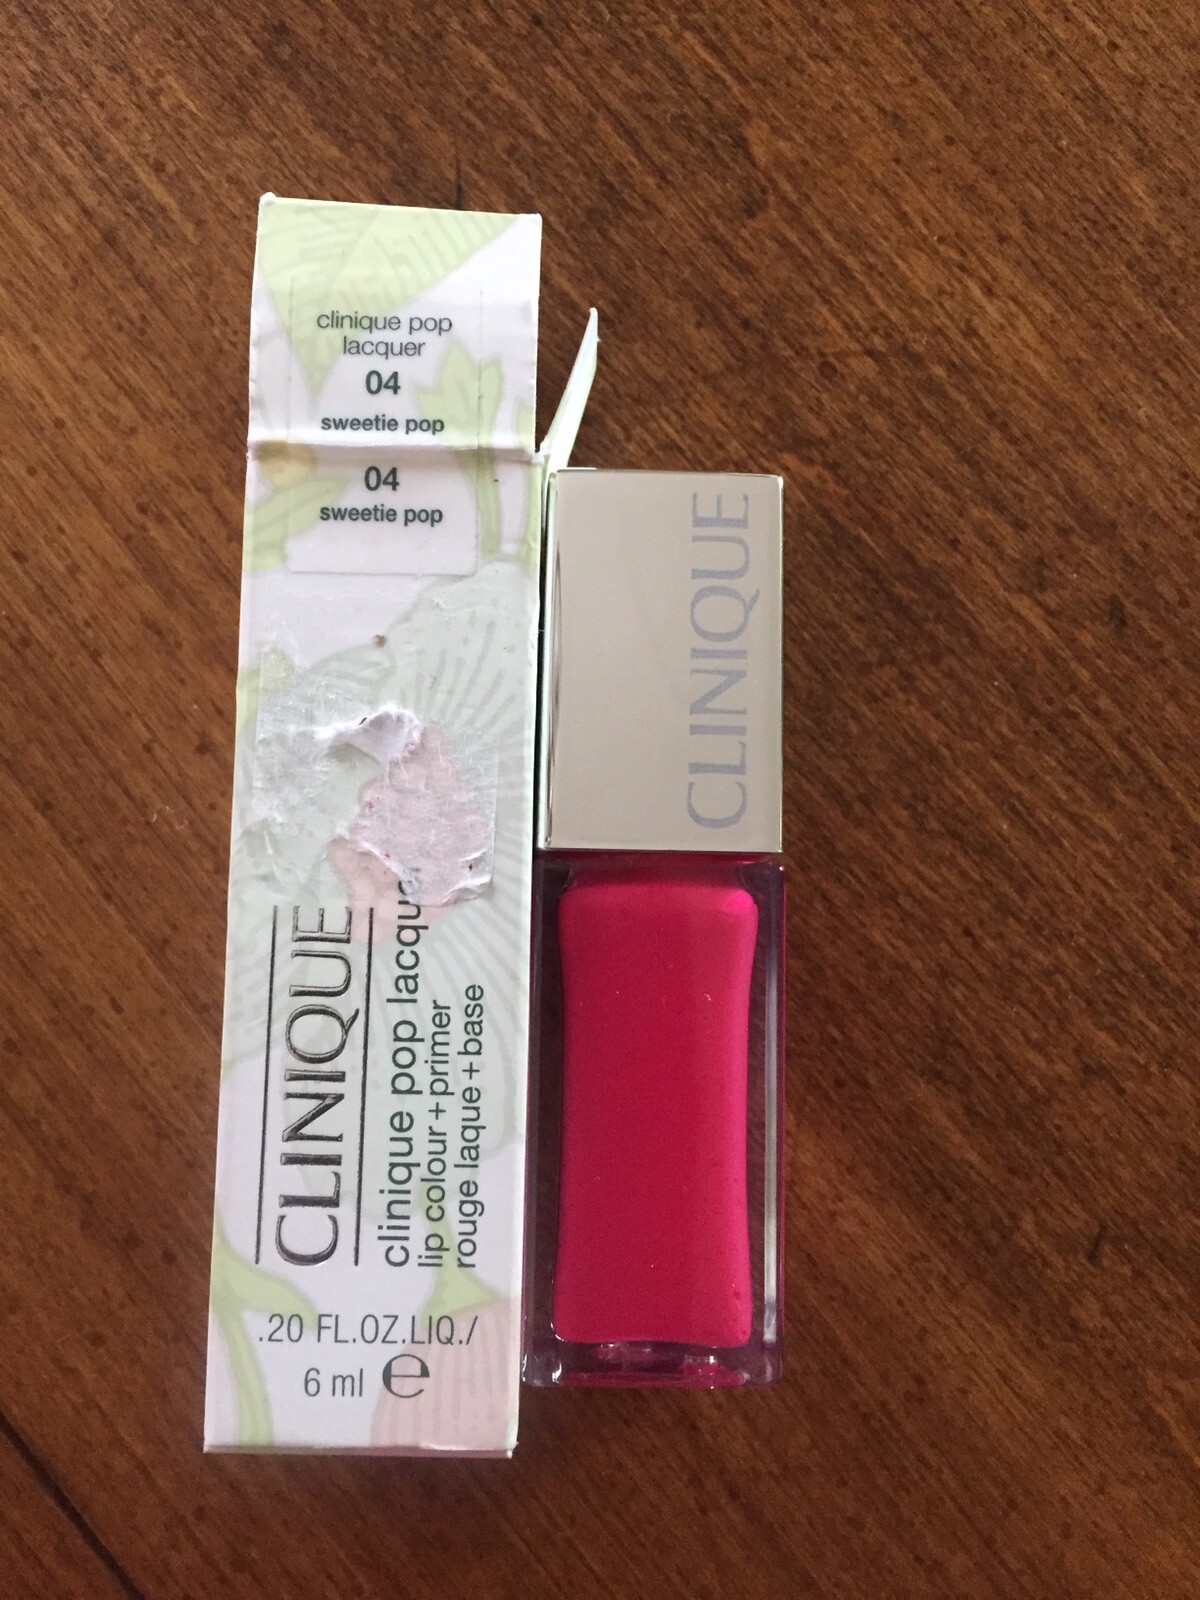 clinique pop
lacquer
04
sweetie pop
04
sweetie pop
CLINIQUE
clinique pop
lip colour + primer
rouge laque + base
.20 FL.OZ.LIQ./
6 ml e
CLINIQUE